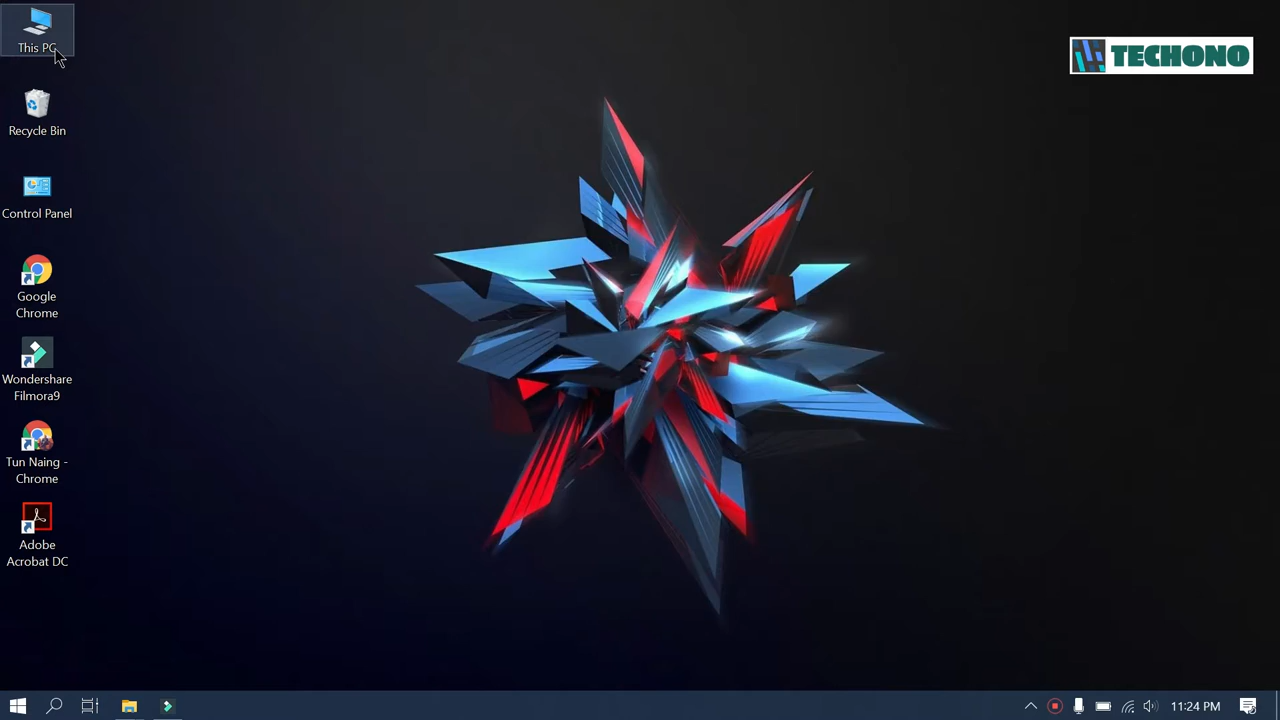 This PC
TECHONO
Recycle Bin
Control Panel
Google
Chrome
Wondershare
Filmora9
Tun Naing -
Chrome
Adobe
Acrobat DC
11:24 PM